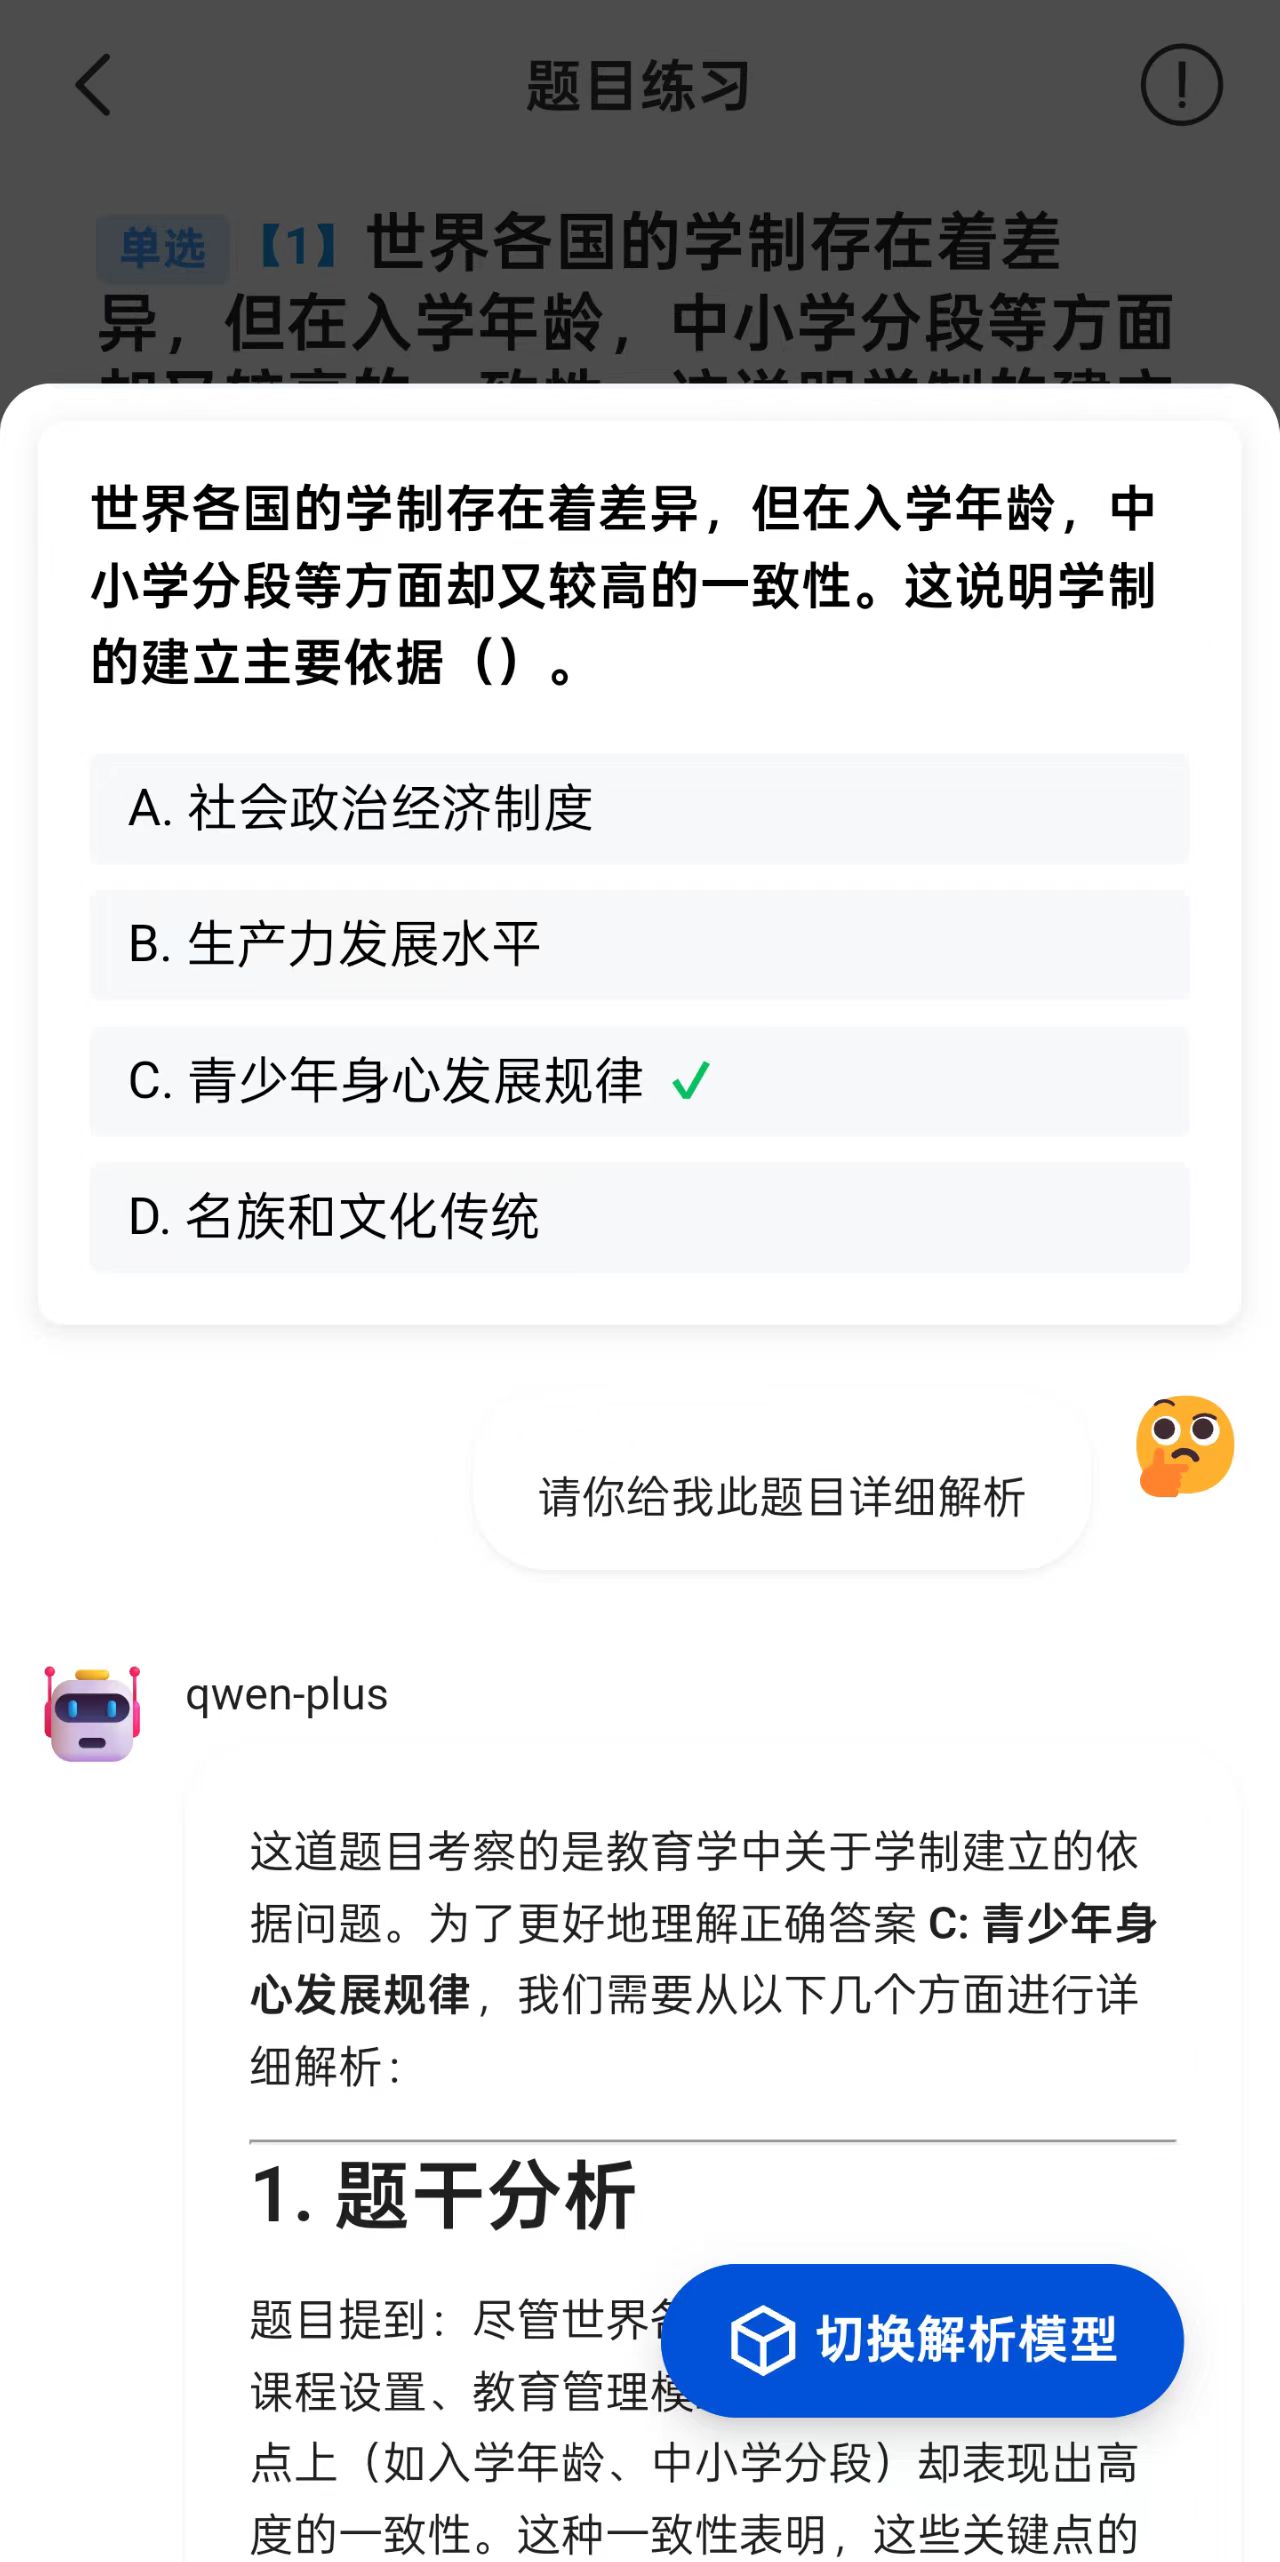 题目练习
单选 【1】世界各国的学制存在着差
异，但在入学年龄，中小学分段等方面
世界各国的学制存在着差异，但在入学年龄，中
小学分段等方面却又较高的一致性。这说明学制
的建立主要依据（）。
A. 社会政治经济制度
B. 生产力发展水平
C. 青少年身心发展规律
D. 名族和文化传统
请你给我此题目详细解析
qwen-plus
这道题目考察的是教育学中关于学制建立的依
据问题。为了更好地理解正确答案 C: 青少年身
心发展规律，我们需要从以下几个方面进行详
细解析：
1. 题干分析
题目提到：尽管世界
课程设置、教育管理
切换解析模型
点上（如入学年龄、中小学分段）却表现出高
度的一致性。这种一致性表明，这些关键点的